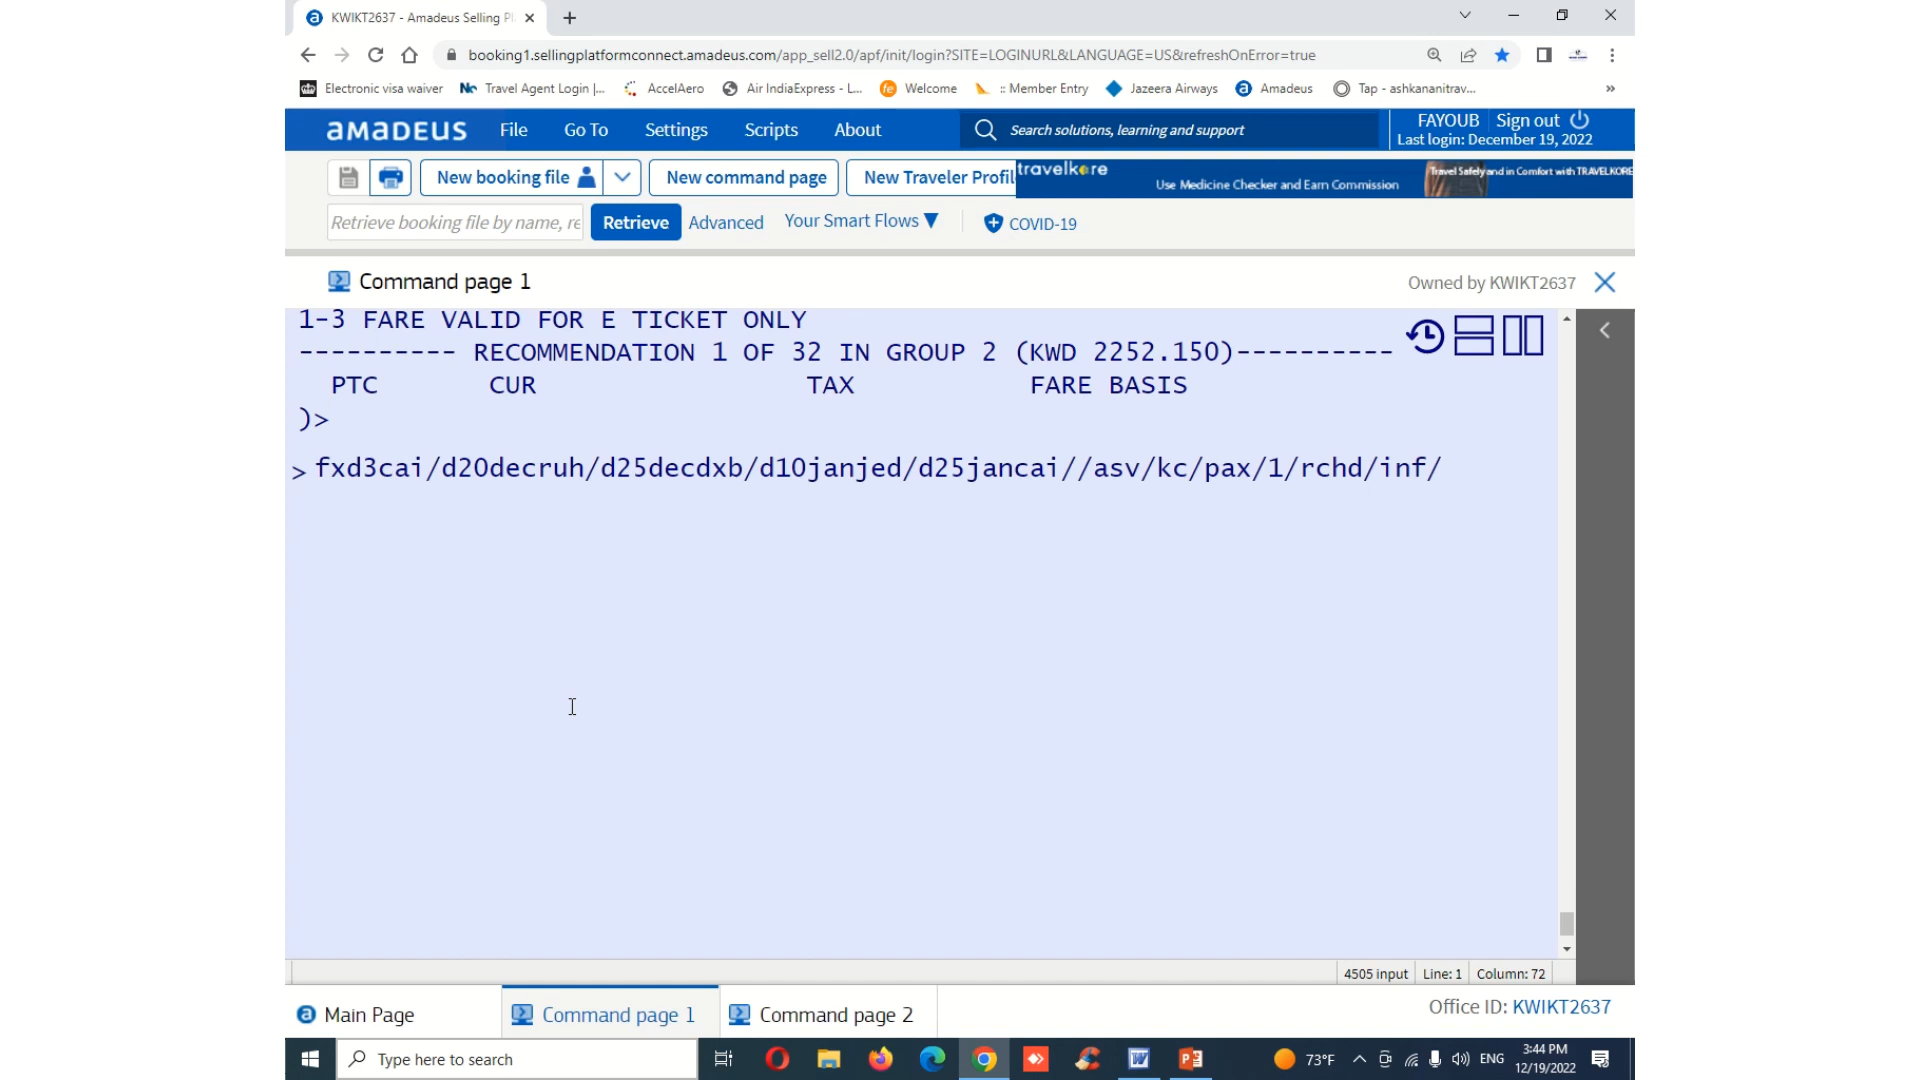 KWIKT2637 - Amadeus Selling Pl
booking1.sellingplatformconnect.amadeus.com/app_sell2.0/apf/init/login?SITE=LOGINURL&LANGUAGE=US&refreshOnError=true
Electronic visa waiver Travel Agent Login |... AccelAero Air IndiaExpress - L... Welcome :: Member Entry Jazeera Airways Amadeus Tap - ashkananitrav... »
amadeus File Go To Settings Scripts About Search solutions, learning and support FAYOUB Sign out
Last login: December 19, 2022
New booking file New command page New Traveler Profil
travelkore Use Medicine Checker and Earn Commission Travel Safely and in Comfort with TRAVELKORE
Retrieve booking file by name, re Retrieve Advanced Your Smart Flows COVID-19
Command page 1 Owned by KWIKT2637
1-3 FARE VALID FOR E TICKET ONLY
---------- RECOMMENDATION 1 OF 32 IN GROUP 2 (KWD 2252.150)----------
PTC CUR TAX FARE BASIS
)>
> fxd3cai/d20decruh/d25decdxb/d10janjed/d25jancai//asv/kc/pax/1/rchd/inf/
4505 input Line: 1 Column: 72
Main Page Command page 1 Command page 2 Office ID: KWIKT2637
Type here to search 73°F ENG 3:44 PM
12/19/2022